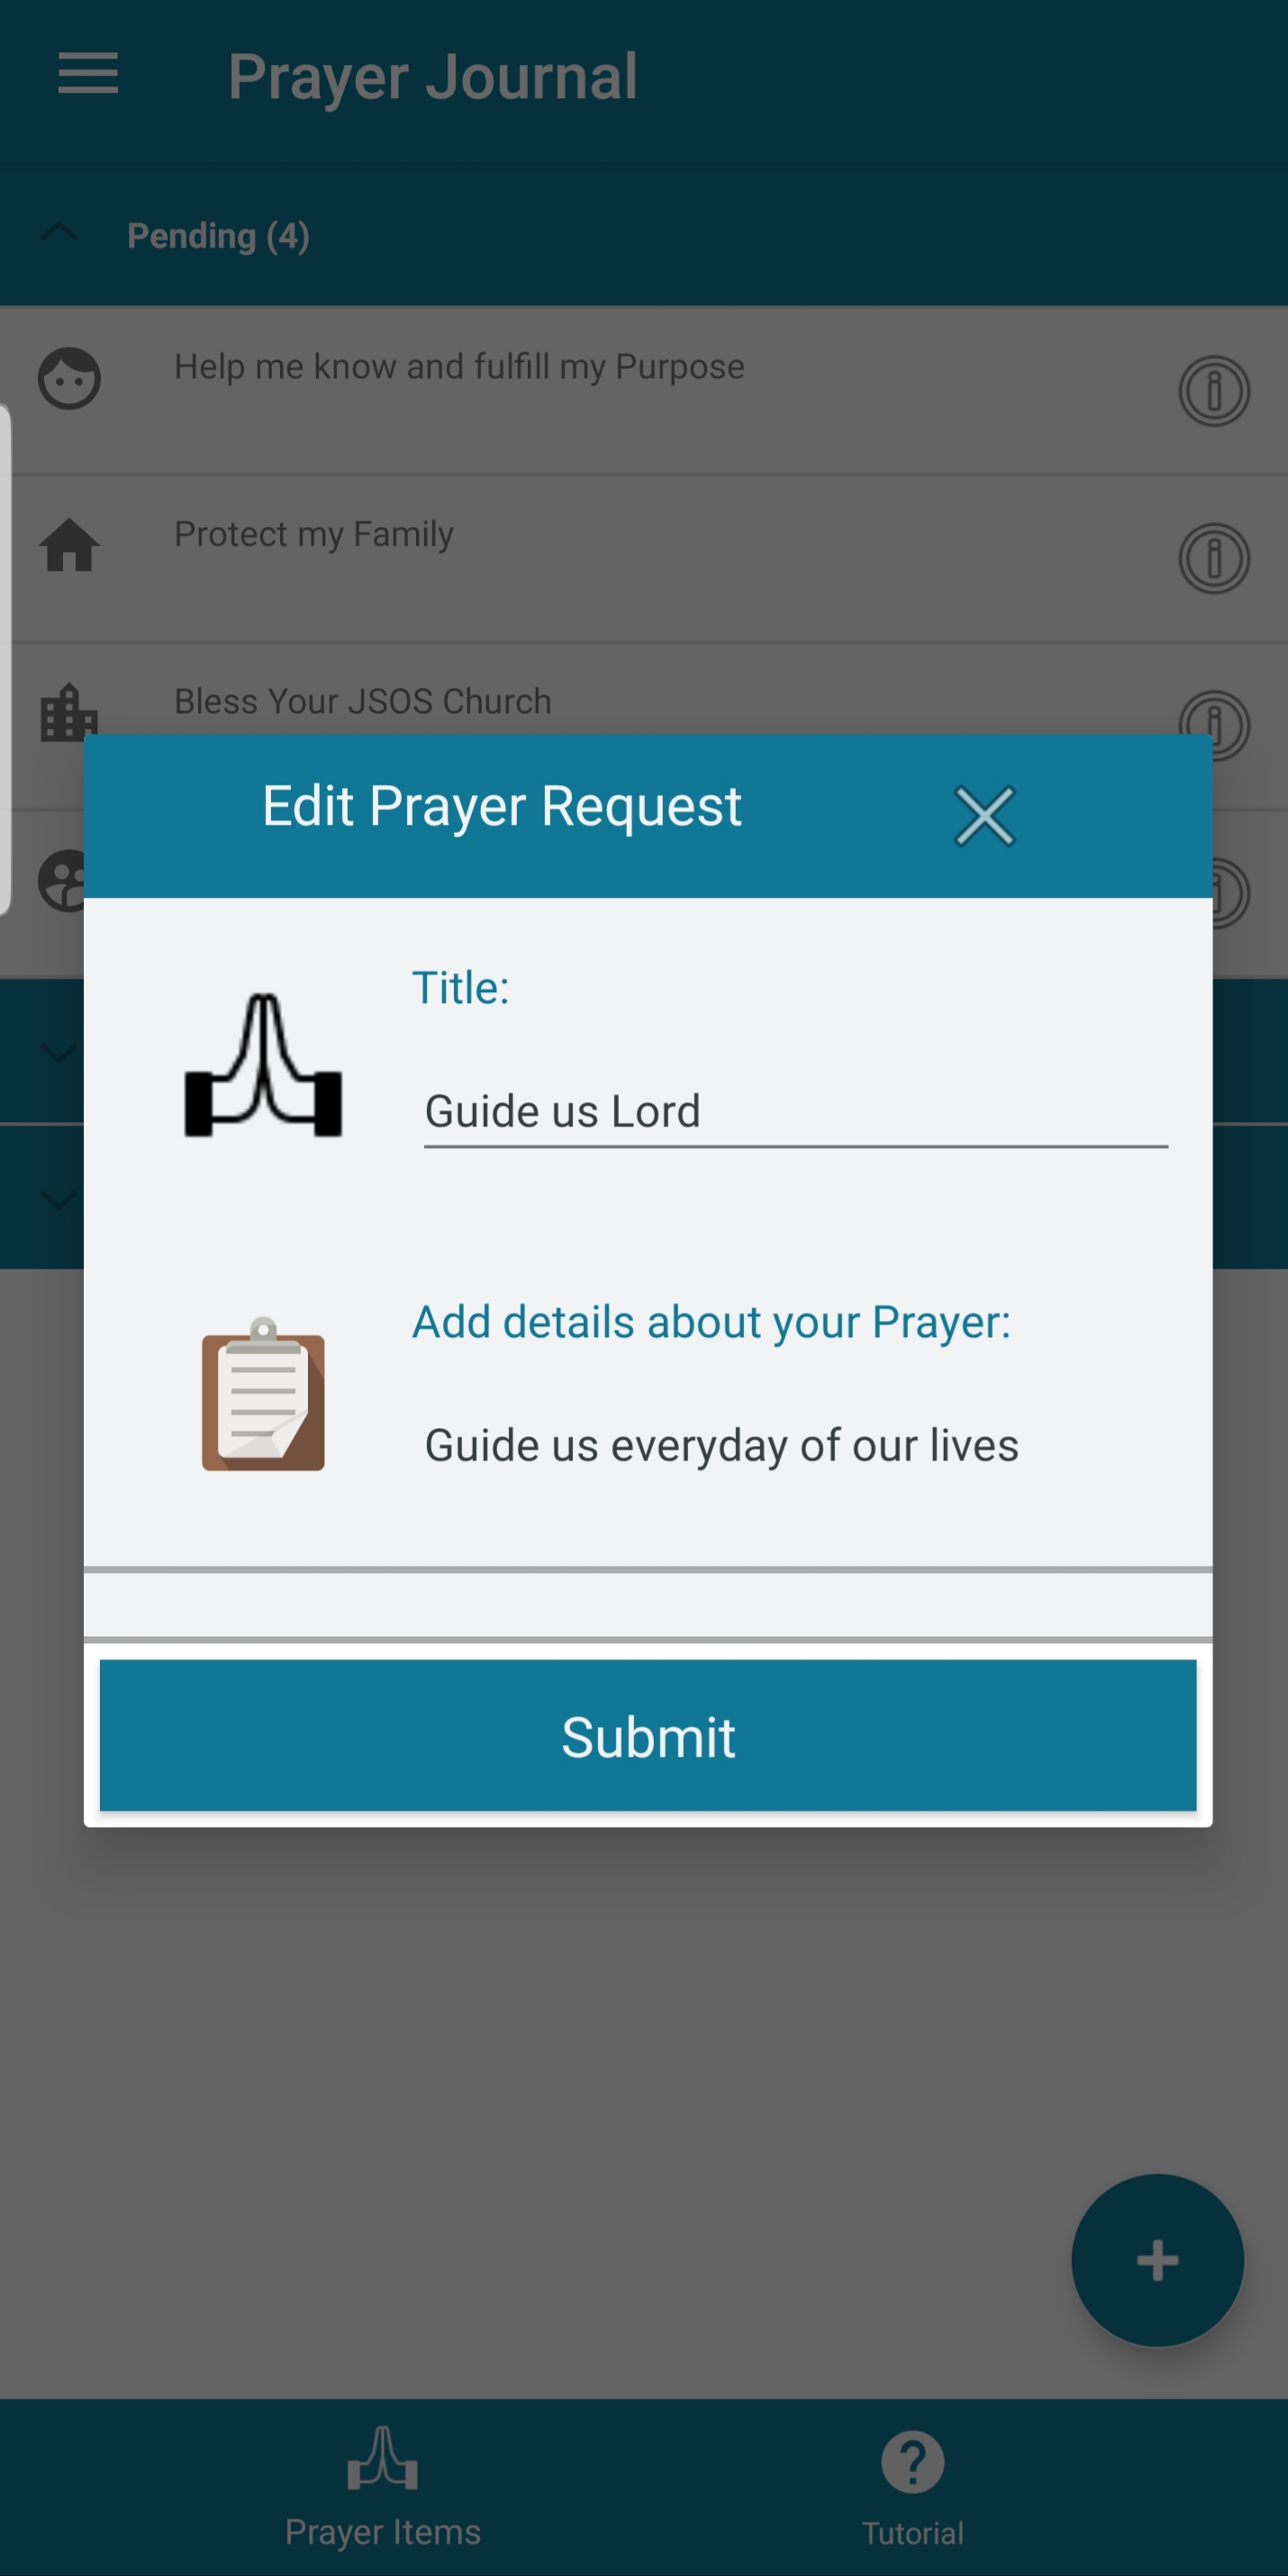 Prayer Journal
Pending (4)
Help me know and fulfill my Purpose
Protect my Family
Bless Your JSOS Church
Edit Prayer Request
Title:
Guide us Lord
Add details about your Prayer:
Guide us everyday of our lives
Submit
Prayer Items
Tutorial